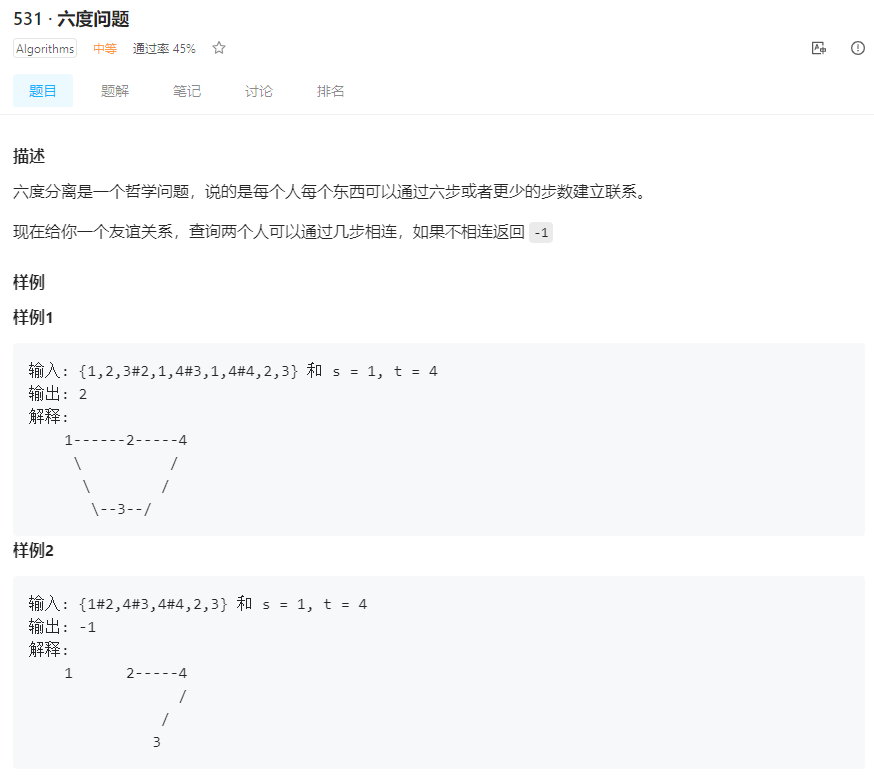 531 · 六度问题
Algorithms 中等 通过率 45%
题目 题解 笔记 讨论 排名
描述
六度分离是一个哲学问题，说的是每个人每个东西可以通过六步或者更少的步数建立联系。
现在给你一个友谊关系，查询两个人可以通过几步相连，如果不相连返回 -1
样例
样例1
输入: {1,2,3#2,1,4#3,1,4#4,2,3} 和 s = 1, t = 4
输出: 2
解释:
    1------2-----4
     \          /
      \        /
       \--3--/
样例2
输入: {1#2,4#3,4#4,2,3} 和 s = 1, t = 4
输出: -1
解释:
    1      2-----4
                 /
               /
              3